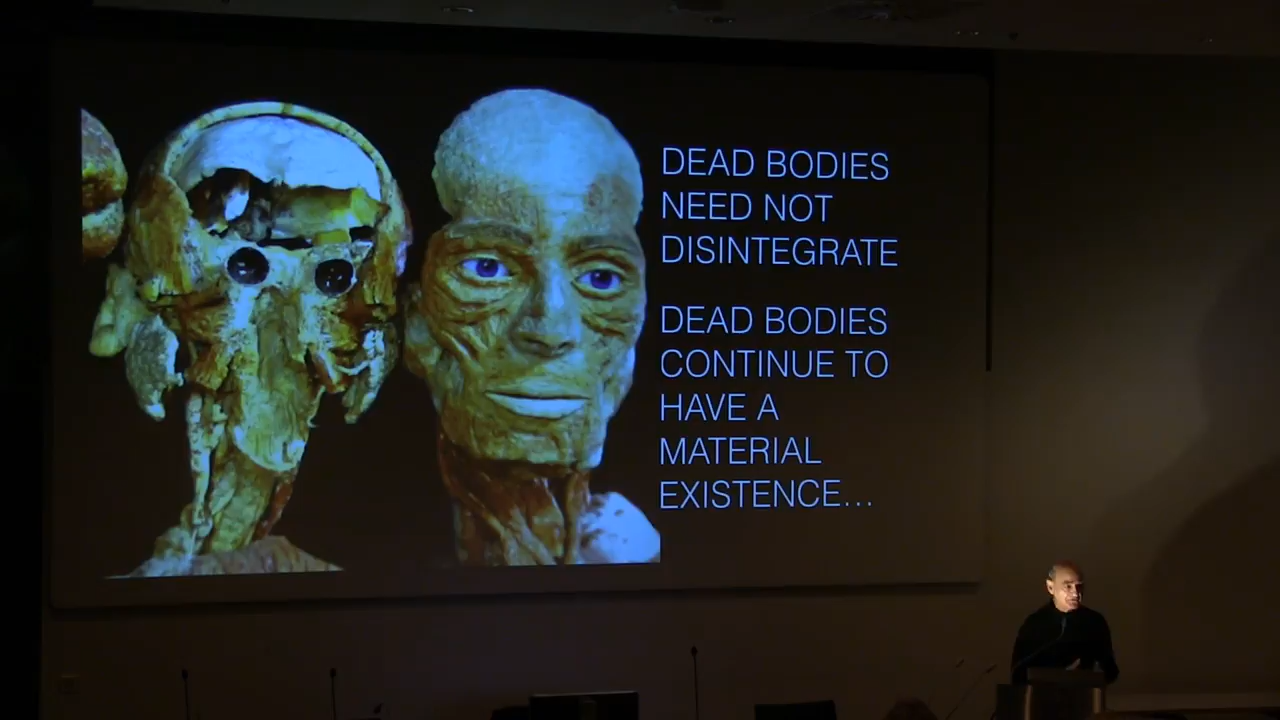 DEAD BODIES
NEED NOT
DISINTEGRATE
DEAD BODIES
CONTINUE TO
HAVE A
MATERIAL
EXISTENCE...